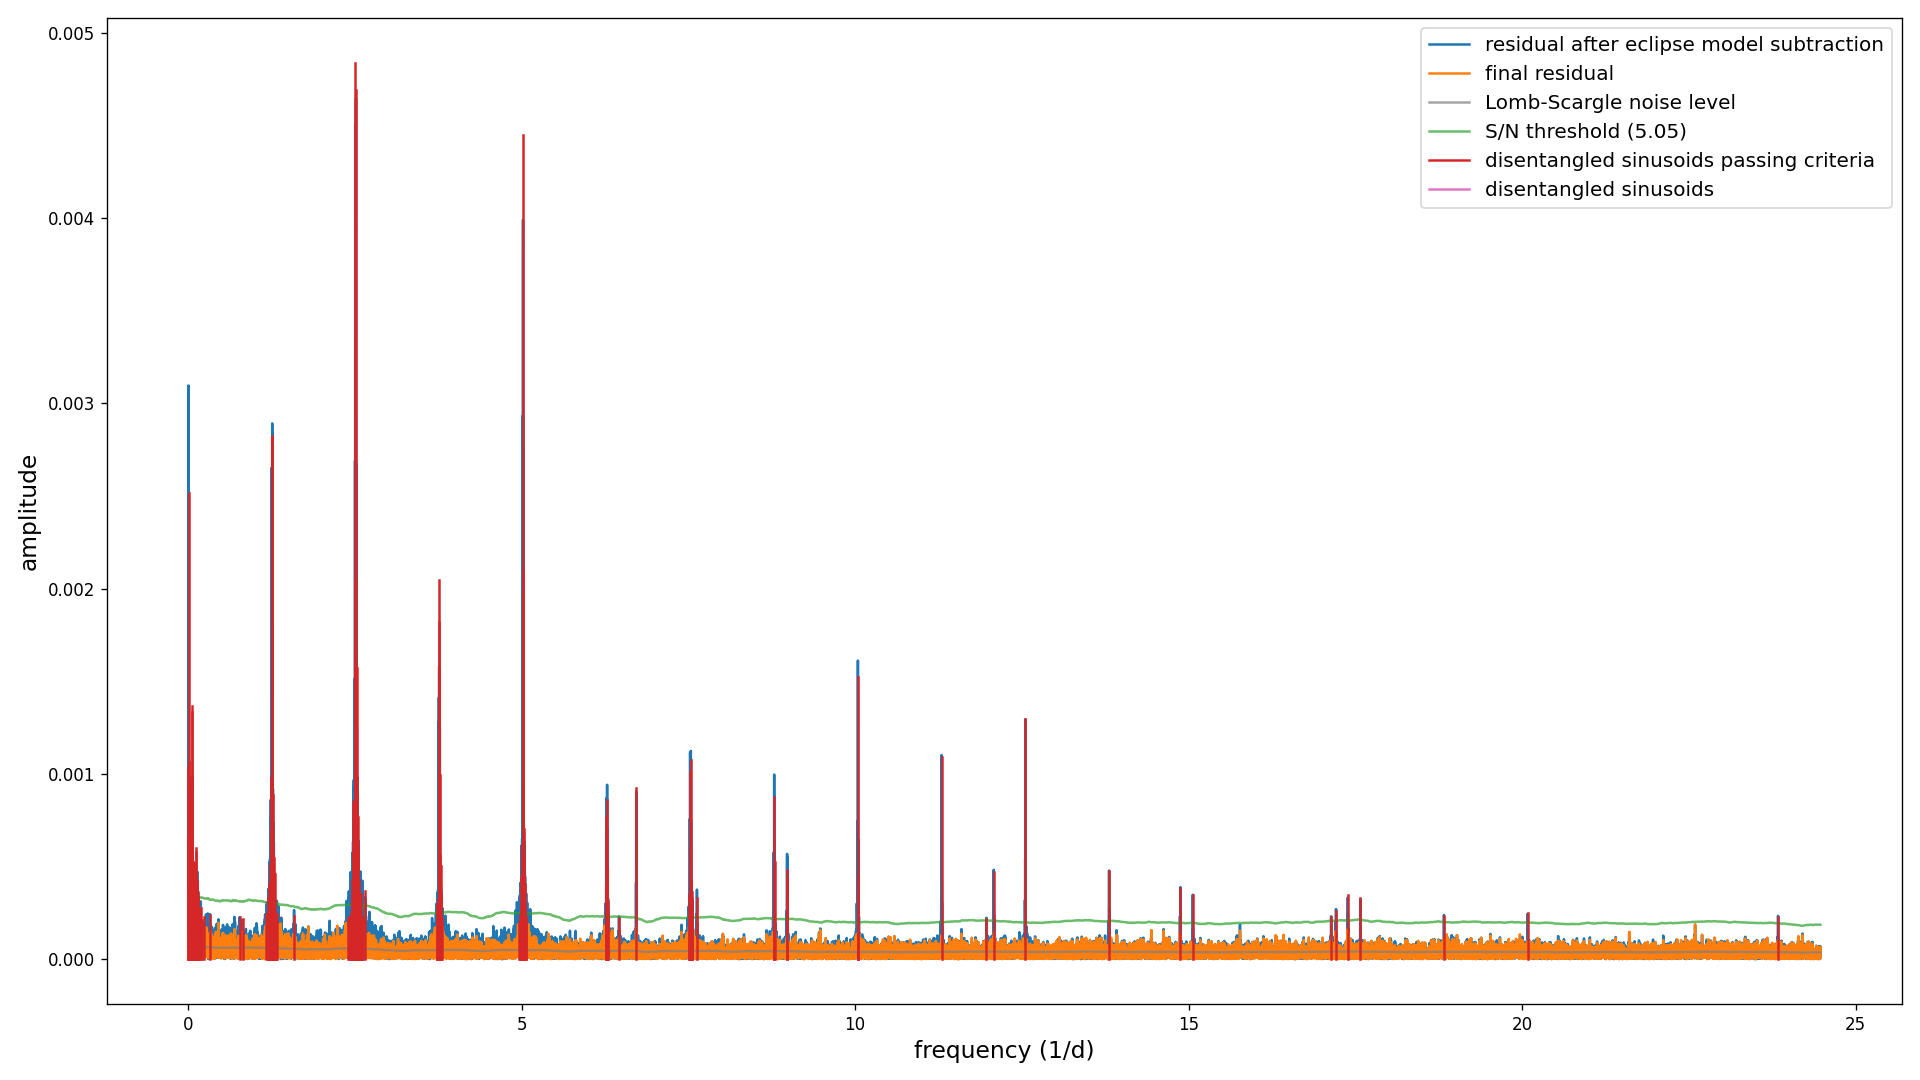 0.005
0.004
0.003
0.002
0.001
0.000
amplitude
0
5
10
15
20
25
frequency (1/d)
residual after eclipse model subtraction
final residual
Lomb-Scargle noise level
S/N threshold (5.05)
disentangled sinusoids passing criteria
disentangled sinusoids